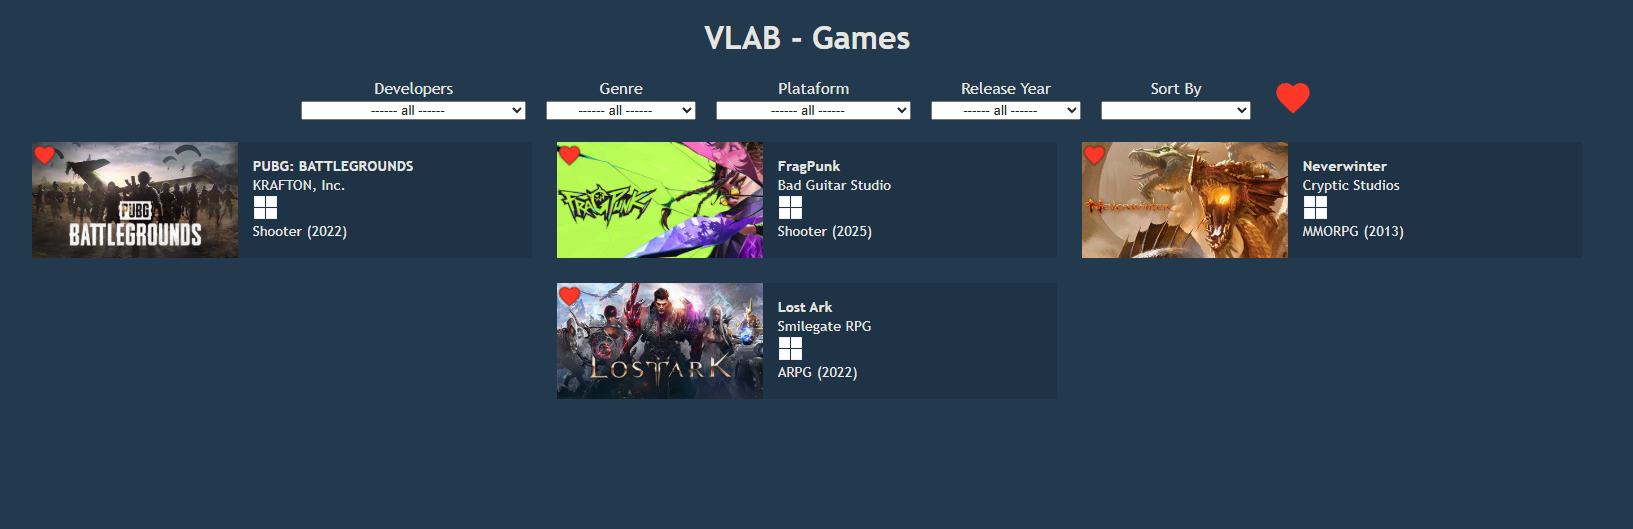 VLAB - Games
Developers
Genre
Plataform
Release Year
Sort By
------ all ------
------ all ------
------ all ------
------ all ------
PUBG
BATTLEGROUNDS
PUBG: BATTLEGROUNDS
KRAFTON, Inc.
Shooter (2022)
FRAGPUNK
FragPunk
Bad Guitar Studio
Shooter (2025)
NEVERWINTER
Neverwinter
Cryptic Studios
MMORPG (2013)
LOST ARK
Lost Ark
Smilegate RPG
ARPG (2022)